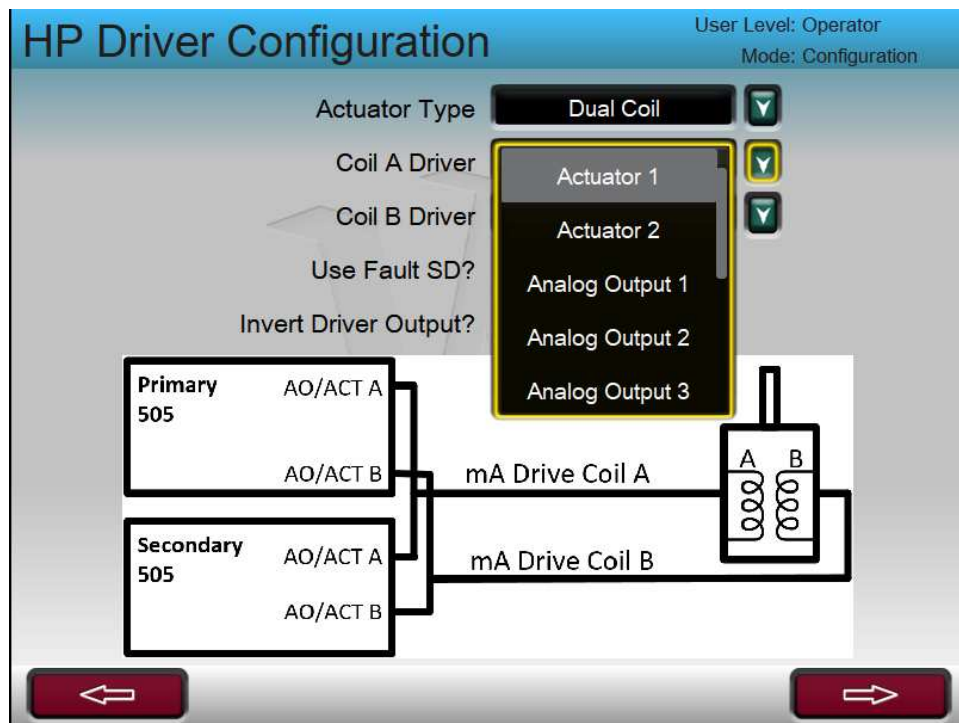 HP Driver Configuration
User Level: Operator
Mode: Configuration
Actuator Type
Dual Coil
Coil A Driver
Actuator 1
Coil B Driver
Actuator 2
Use Fault SD?
Analog Output 1
Invert Driver Output?
Analog Output 2
Analog Output 3
Primary
505
AO/ACT A
AO/ACT B
mA Drive Coil A
A B
Secondary
505
AO/ACT A
AO/ACT B
mA Drive Coil B